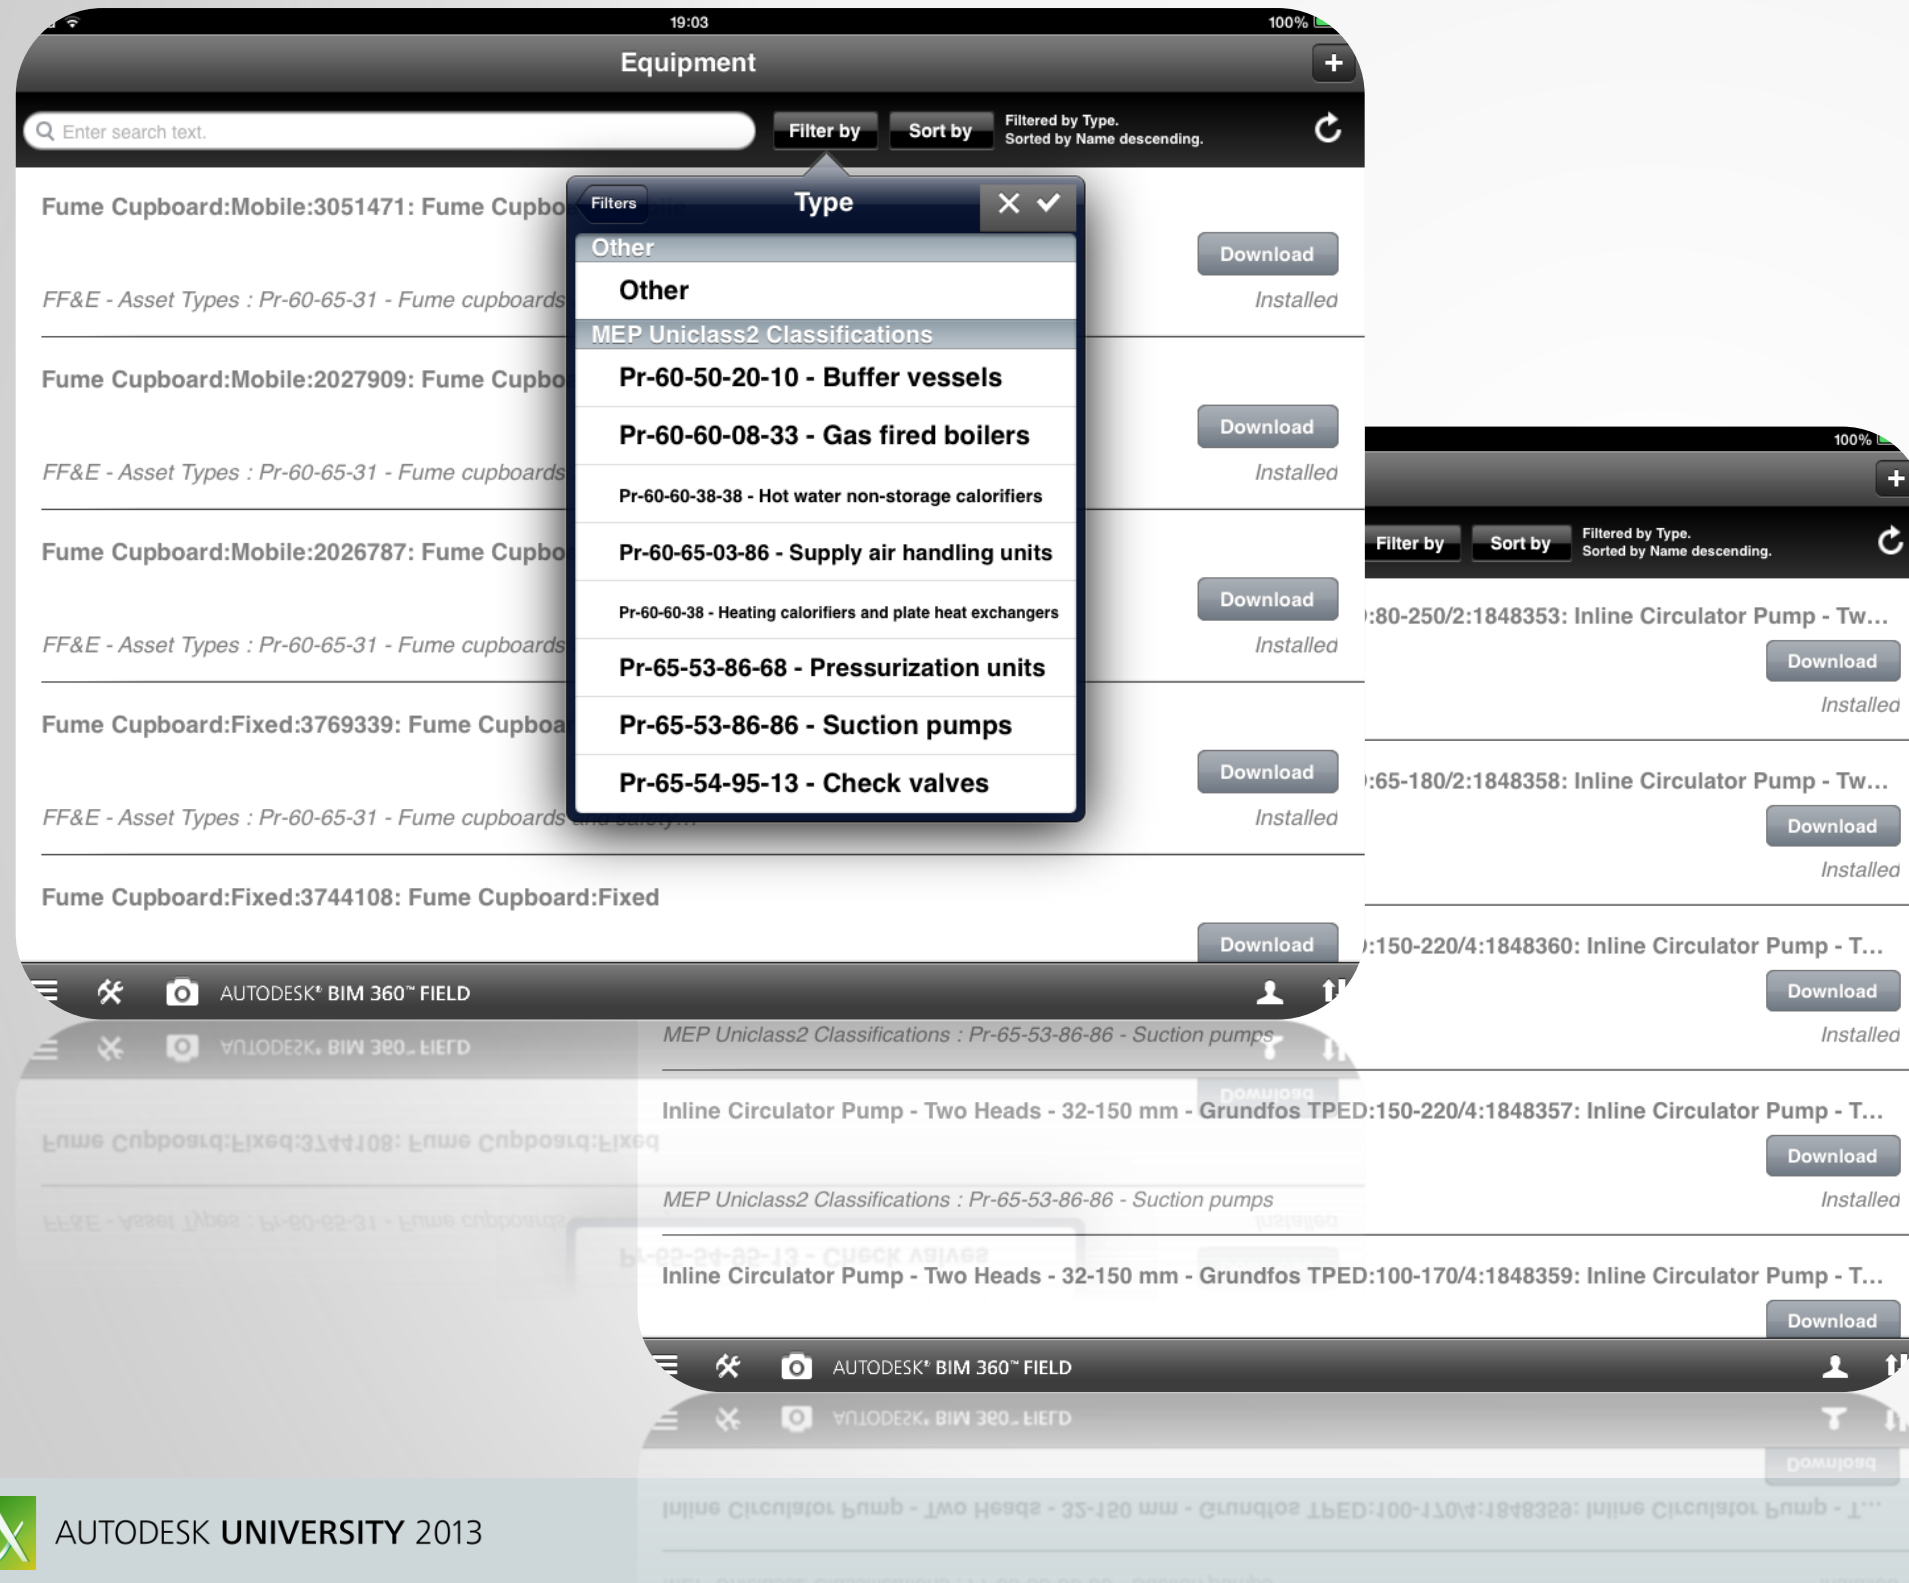 19:03
100%
Equipment
+
Enter search text.
Filter by
Sort by
Filtered by Type.
Sorted by Name descending.
Fume Cupboard:Mobile:3051471: Fume Cupbo
Download
FF&E - Asset Types : Pr-60-65-31 - Fume cupboards
Installed
Fume Cupboard:Mobile:2027909: Fume Cupbo
Download
FF&E - Asset Types : Pr-60-65-31 - Fume cupboards
Installed
Fume Cupboard:Mobile:2026787: Fume Cupbo
Download
FF&E - Asset Types : Pr-60-65-31 - Fume cupboards
Installed
Fume Cupboard:Fixed:3769339: Fume Cupboa
Download
FF&E - Asset Types : Pr-60-65-31 - Fume cupboards and safety...
Installed
Fume Cupboard:Fixed:3744108: Fume Cupboard:Fixed
Download
AUTODESK® BIM 360™ FIELD
Filters
Type
Other
Other
MEP Uniclass2 Classifications
Pr-60-50-20-10 - Buffer vessels
Pr-60-60-08-33 - Gas fired boilers
Pr-60-60-38-38 - Hot water non-storage calorifiers
Pr-60-65-03-86 - Supply air handling units
Pr-60-60-38 - Heating calorifiers and plate heat exchangers
Pr-65-53-86-68 - Pressurization units
Pr-65-53-86-86 - Suction pumps
Pr-65-54-95-13 - Check valves
100%
+
Filter by
Sort by
Filtered by Type.
Sorted by Name descending.
:80-250/2:1848353: Inline Circulator Pump - Tw...
Download
Installed
:65-180/2:1848358: Inline Circulator Pump - Tw...
Download
Installed
:150-220/4:1848360: Inline Circulator Pump - T...
Download
MEP Uniclass2 Classifications : Pr-65-53-86-86 - Suction pumps
Installed
Inline Circulator Pump - Two Heads - 32-150 mm - Grundfos TPED:150-220/4:1848357: Inline Circulator Pump - T...
Download
MEP Uniclass2 Classifications : Pr-65-53-86-86 - Suction pumps
Installed
Inline Circulator Pump - Two Heads - 32-150 mm - Grundfos TPED:100-170/4:1848359: Inline Circulator Pump - T...
Download
AUTODESK® BIM 360™ FIELD
AUTODESK UNIVERSITY 2013